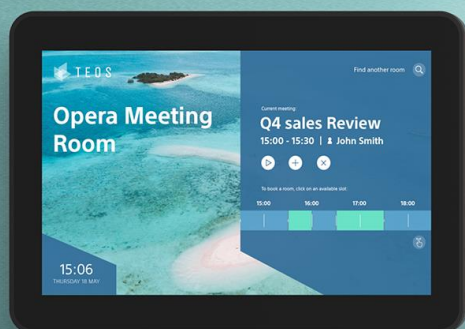 TEOS
Opera Meeting
Room
15:06
THURSDAY 18 MAY
Find another room
Current meeting:
Q4 sales Review
15:00 - 15:30 | John Smith
To book a room, click on an available slot
15:00 16:00 17:00 18:00